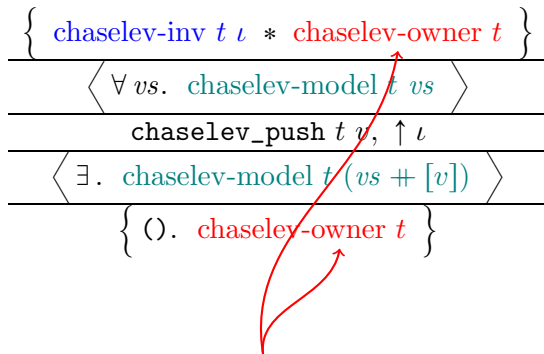 { chaselev-inv t ι ∗ chaselev-owner t }
⟨ ∀ vs. chaselev-model t vs ⟩
chaselev_push t v, ↑ ι
⟨ ∃. chaselev-model t (vs ⧺ [v]) ⟩
{ (). chaselev-owner t }